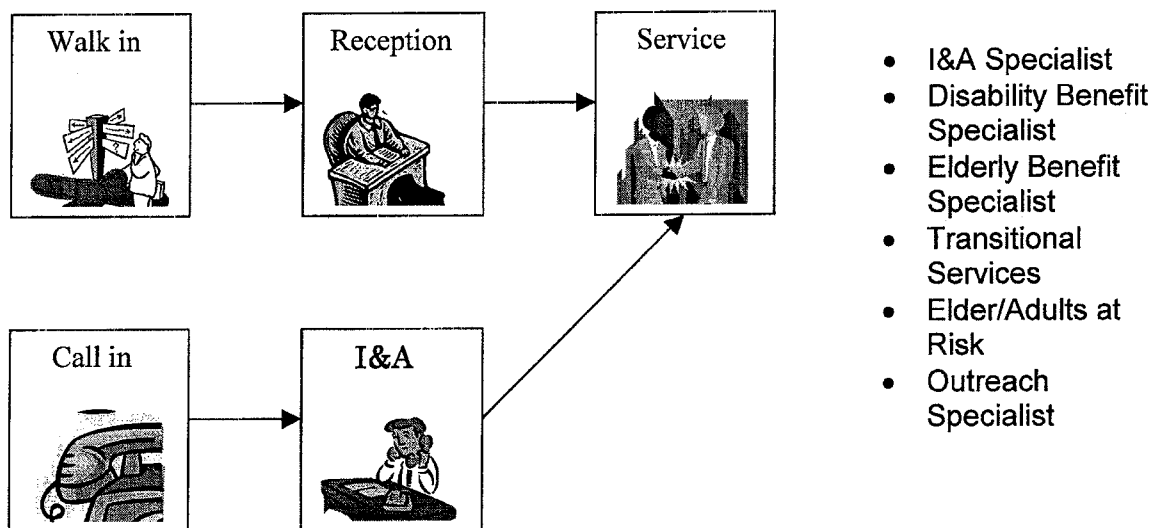 Walk in
Reception
Service
Call in
I&A
• I&A Specialist
• Disability Benefit
Specialist
• Elderly Benefit
Specialist
• Transitional
Services
• Elder/Adults at
Risk
• Outreach
Specialist